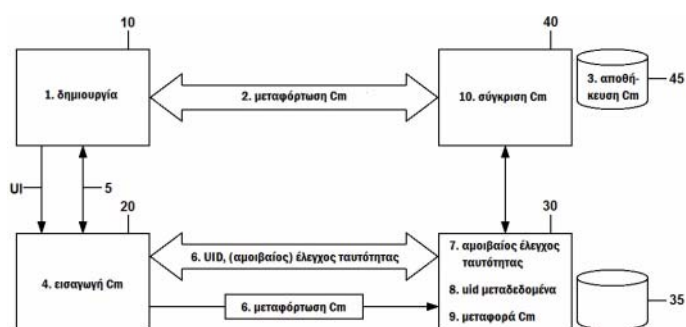 10
40
1. δημιουργία
2. μεταφόρτωση Cm
10. σύγκριση Cm
3. αποθή-
κευση Cm
45
UI
5
20
30
4. εισαγωγή Cm
6. UID, (αμοιβαίος) έλεγχος ταυτότητας
6. μεταφόρτωση Cm
7. αμοιβαίος έλεγχος
ταυτότητας
8. uid μεταδεδομένα
9. μεταφορά Cm
35